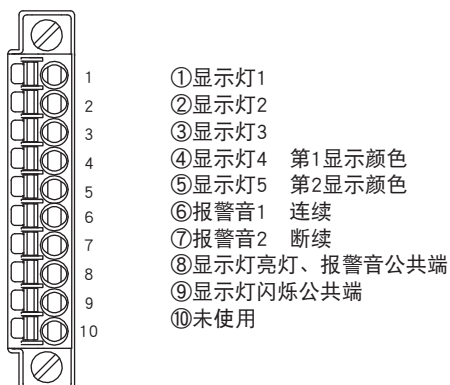 1
2
3
4
5
6
7
8
9
10
①显示灯1
②显示灯2
③显示灯3
④显示灯4 第1显示颜色
⑤显示灯5 第2显示颜色
⑥报警音1 连续
⑦报警音2 断续
⑧显示灯亮灯、报警音公共端
⑨显示灯闪烁公共端
⑩未使用